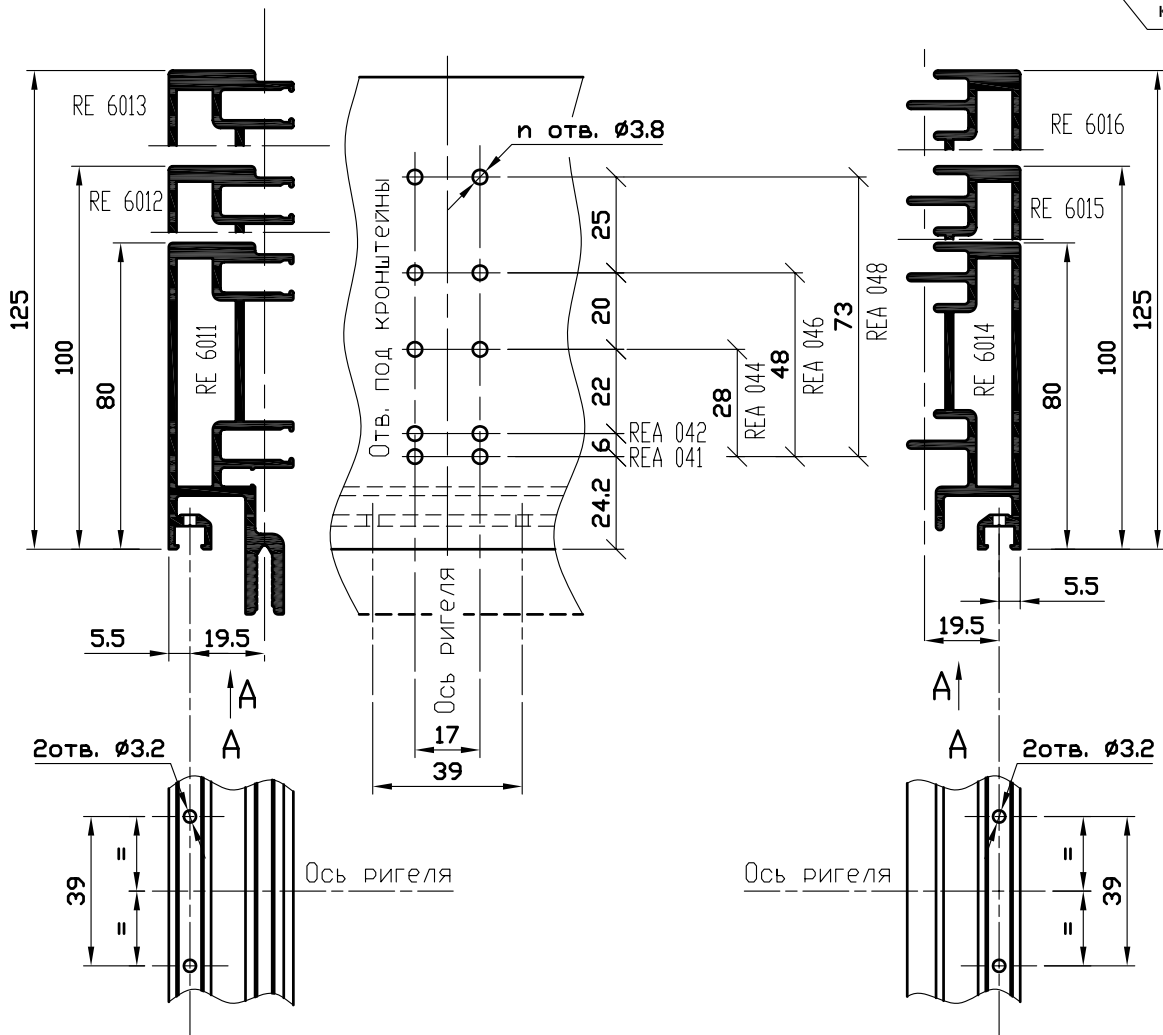 RE 6013
RE 6012
RE 6011
125
100
80
5.5
19.5
А
А
2отв. Ø3.2
39
=
=
Ось ригеля
n отв. Ø3.8
Отв. под кронштейны
25
20
22
6
24.2
REA 042
REA 041
28
REA 044
48
REA 046
73
REA 048
Ось ригеля
17
39
RE 6016
RE 6015
RE 6014
80
100
125
5.5
19.5
А
А
2отв. Ø3.2
Ось ригеля
=
=
39